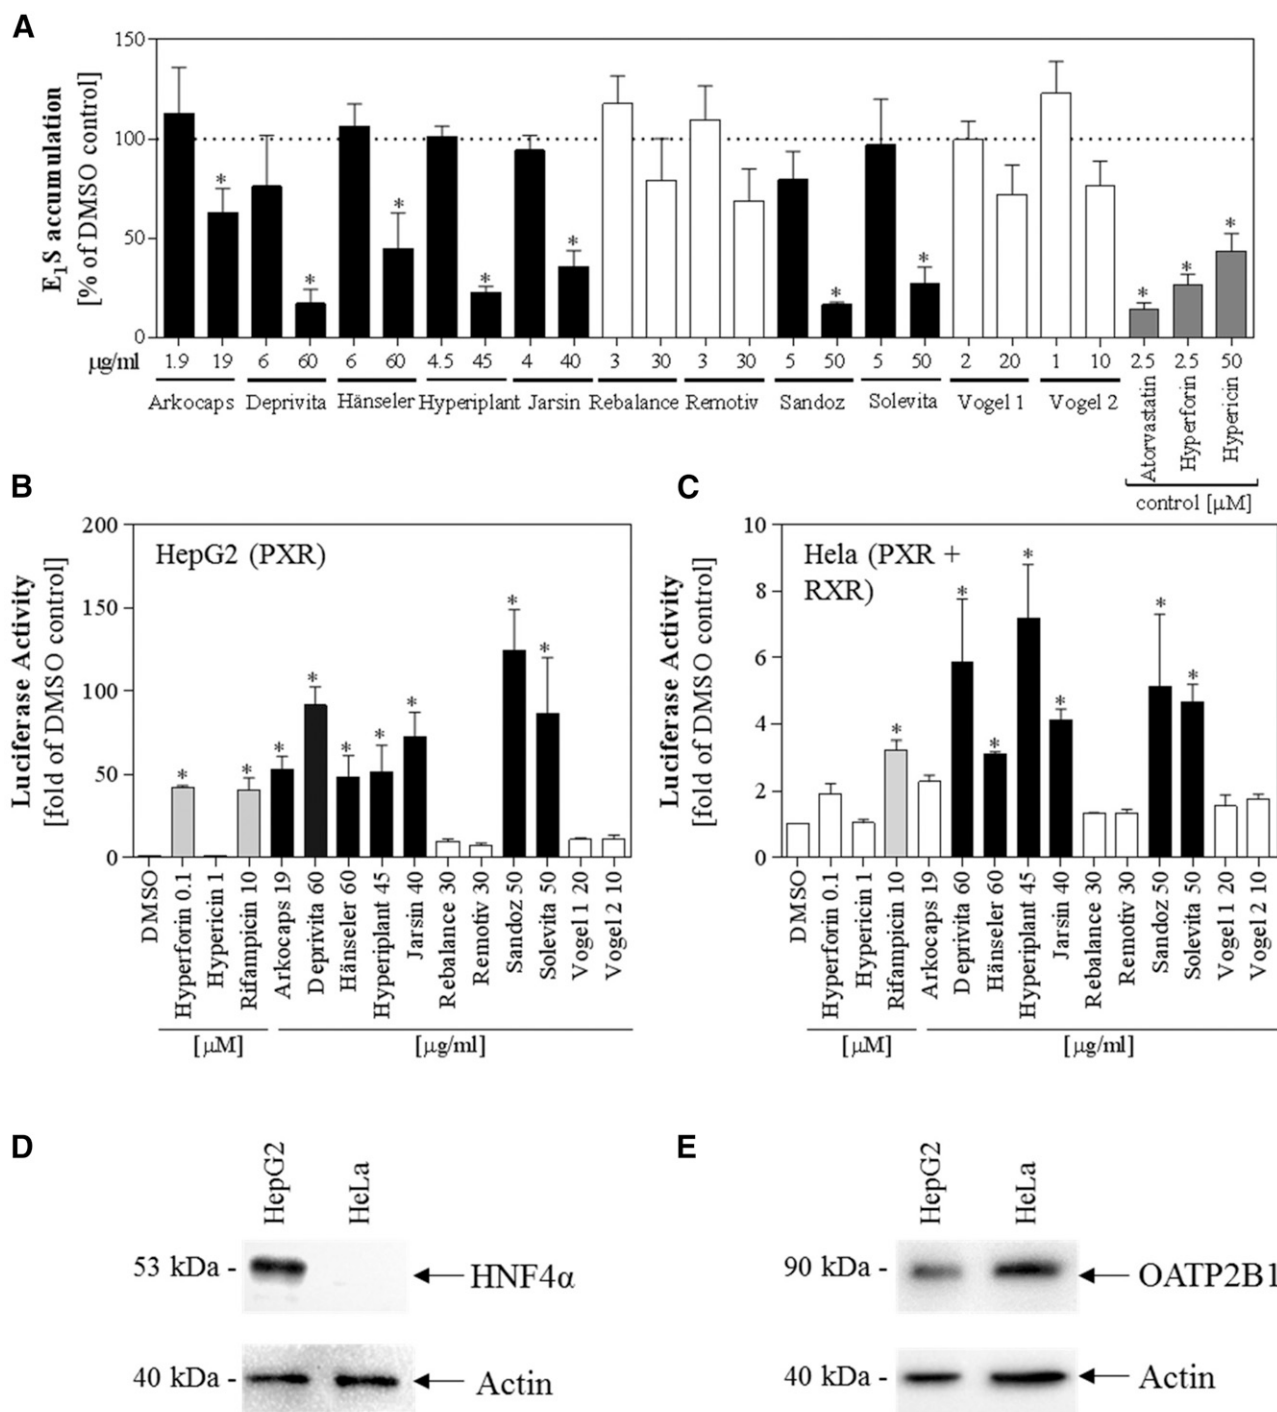 A
E1S accumulation
[% of DMSO control]
150
100
50
0
* * * * * * * * * *
μg/ml 1.9 19 6 60 6 60 4.5 45 4 40 3 30 3 30 5 50 5 50 2 20 1 10 2.5 2.5 50
Arkocaps Deprivita Hänseler Hyperiplant Jarsin Rebalance Remotiv Sandoz Solevita Vogel 1 Vogel 2
Atorvastatin
Hyperforin
Hypericin
control [μM]
B
Luciferase Activity
[fold of DMSO control]
200
150
100
50
0
HepG2 (PXR)
* * * * * * * * *
DMSO
Hyperforin 0.1
Hypericin 1
Rifampicin 10
Arkocaps 19
Deprivita 60
Hänseler 60
Hyperiplant 45
Jarsin 40
Rebalance 30
Remotiv 30
Sandoz 50
Solevita 50
Vogel 1 20
Vogel 2 10
[μM] [μg/ml]
C
Luciferase Activity
[fold of DMSO control]
10
8
6
4
2
0
Hela (PXR +
RXR)
* * * * * * *
DMSO
Hyperforin 0.1
Hypericin 1
Rifampicin 10
Arkocaps 19
Deprivita 60
Hänseler 60
Hyperiplant 45
Jarsin 40
Rebalance 30
Remotiv 30
Sandoz 50
Solevita 50
Vogel 1 20
Vogel 2 10
[μM] [μg/ml]
D
HepG2
HeLa
53 kDa -
HNF4α
40 kDa -
Actin
E
HepG2
HeLa
90 kDa -
OATP2B1
40 kDa -
Actin